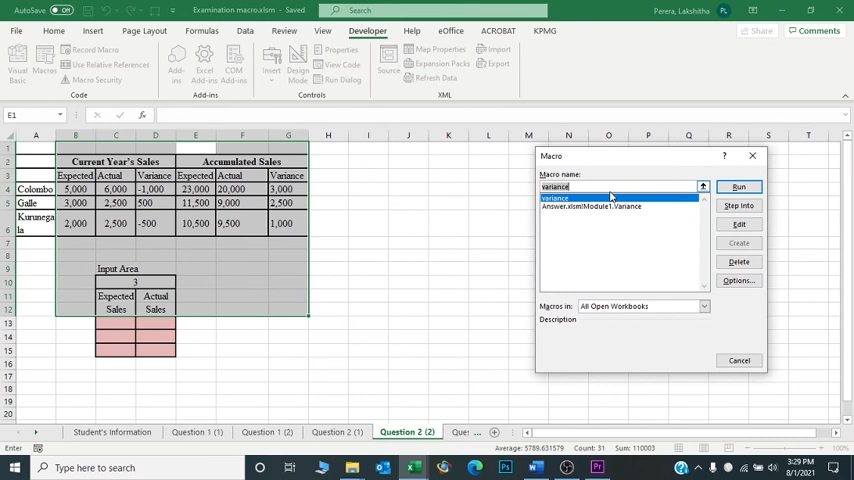 AutoSave Off Examination macro.xlsm - Saved Search Perera, Lakshitha PL
File Home Insert Page Layout Formulas Data Review View Developer Help eOffice ACROBAT KPMG Share Comments
Visual Basic
Macros
Record Macro
Use Relative References
Macro Security
Code
Add-ins
Excel Add-ins
COM Add-ins
Add-ins
Insert
Design Mode
Properties
View Code
Run Dialog
Controls
Source
Map Properties
Expansion Packs
Refresh Data
Import
Export
XML
E1 fx
A B C D E F G H I J K L M N O P Q R S T
1
2 Current Year's Sales Accumulated Sales
3 Expected Actual Variance Expected Actual Variance
4 Colombo 5,000 6,000 -1,000 23,000 20,000 3,000
5 Galle 3,000 2,500 500 11,500 9,000 2,500
6 Kurunega la 2,000 2,500 -500 10,500 9,500 1,000
7
8
9 Input Area
10 3
11 Expected Actual
12 Sales Sales
13
14
15
16
17
18
19
20
Macro ?
Macro name:
variance Run
variance
Answer.xlsm!Module1.Variance Step Into
Edit
Create
Delete
Options...
Macros in: All Open Workbooks
Description
Cancel
Student's Information Question 1 (1) Question 1 (2) Question 2 (1) Question 2 (2) Que ...
Enter Average: 5789.631579 Count: 31 Sum: 110003 100%
Type here to search 3:29 PM
8/1/2021